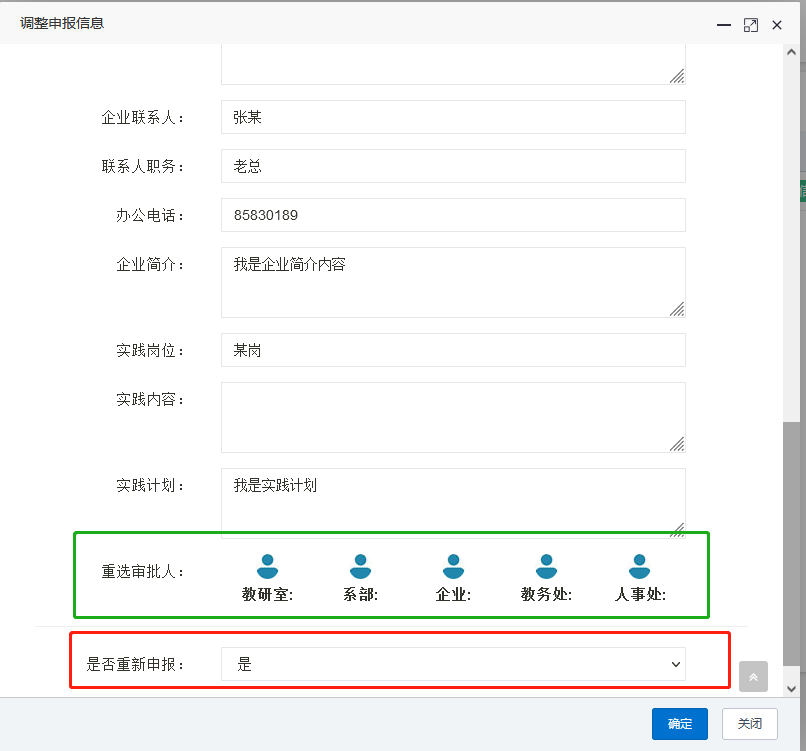 调整申报信息
企业联系人： 张某
联系人职务： 老总
办公电话： 85830189
企业简介： 我是企业简介内容
实践岗位： 某岗
实践内容：
实践计划： 我是实践计划
重选审批人： 教研室: 系部: 企业: 教务处: 人事处:
是否重新申报： 是
确定 关闭